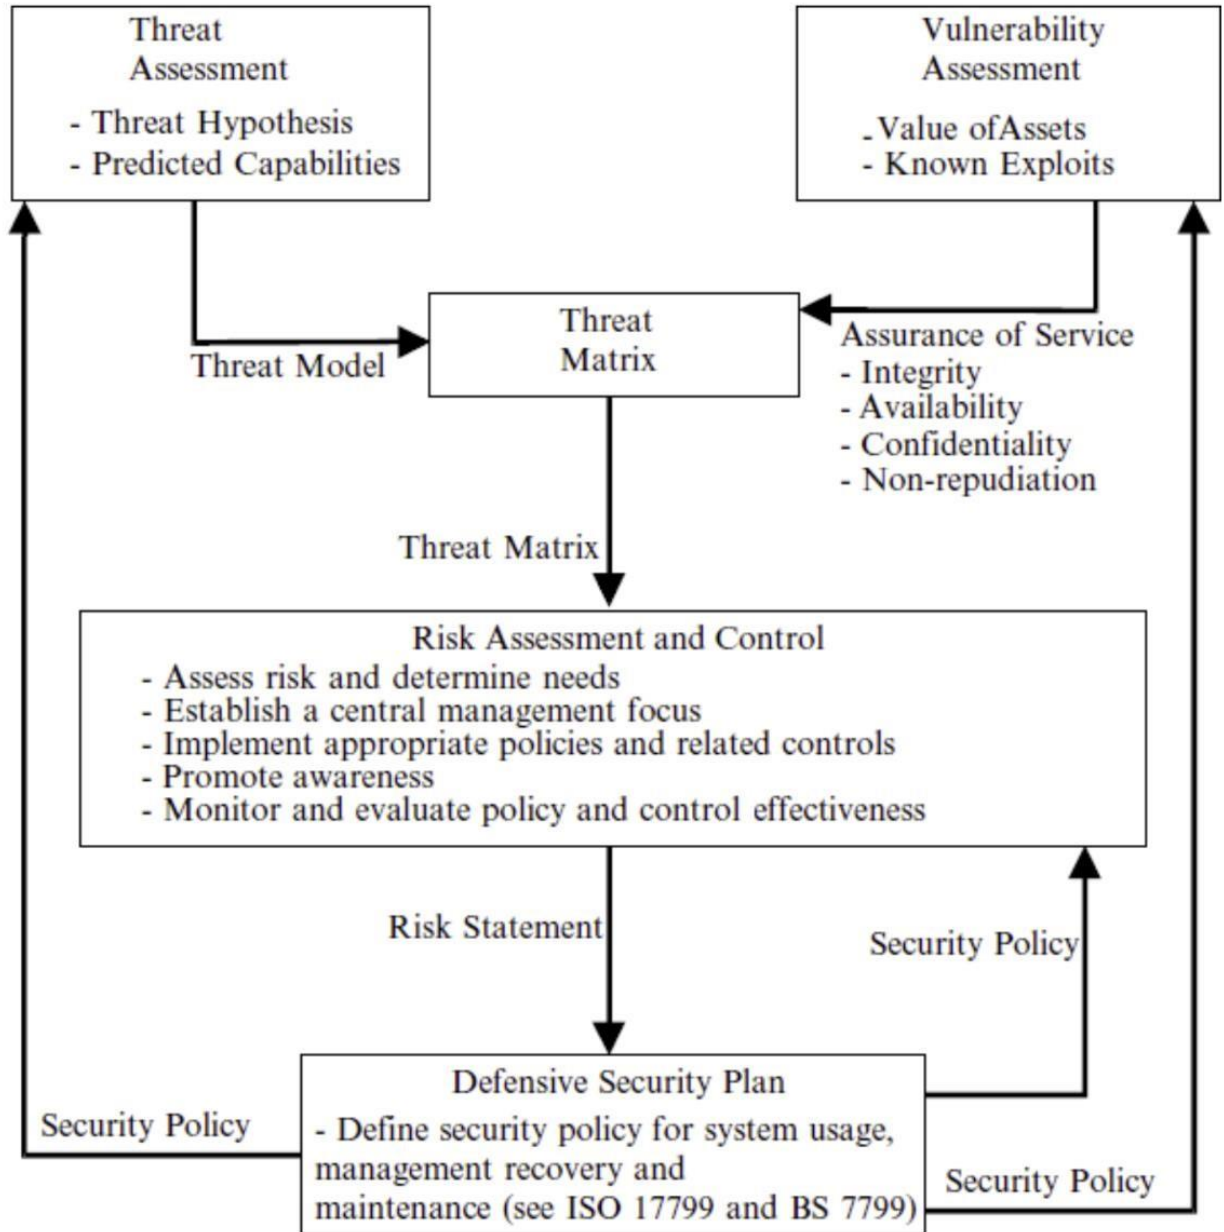 Threat
Assessment
- Threat Hypothesis
- Predicted Capabilities
Vulnerability
Assessment
- Value of Assets
- Known Exploits
Threat
Matrix
Threat Model
Assurance of Service
- Integrity
- Availability
- Confidentiality
- Non-repudiation
Threat Matrix
Risk Assessment and Control
- Assess risk and determine needs
- Establish a central management focus
- Implement appropriate policies and related controls
- Promote awareness
- Monitor and evaluate policy and control effectiveness
Risk Statement
Security Policy
Defensive Security Plan
- Define security policy for system usage,
management recovery and
maintenance (see ISO 17799 and BS 7799)
Security Policy
Security Policy